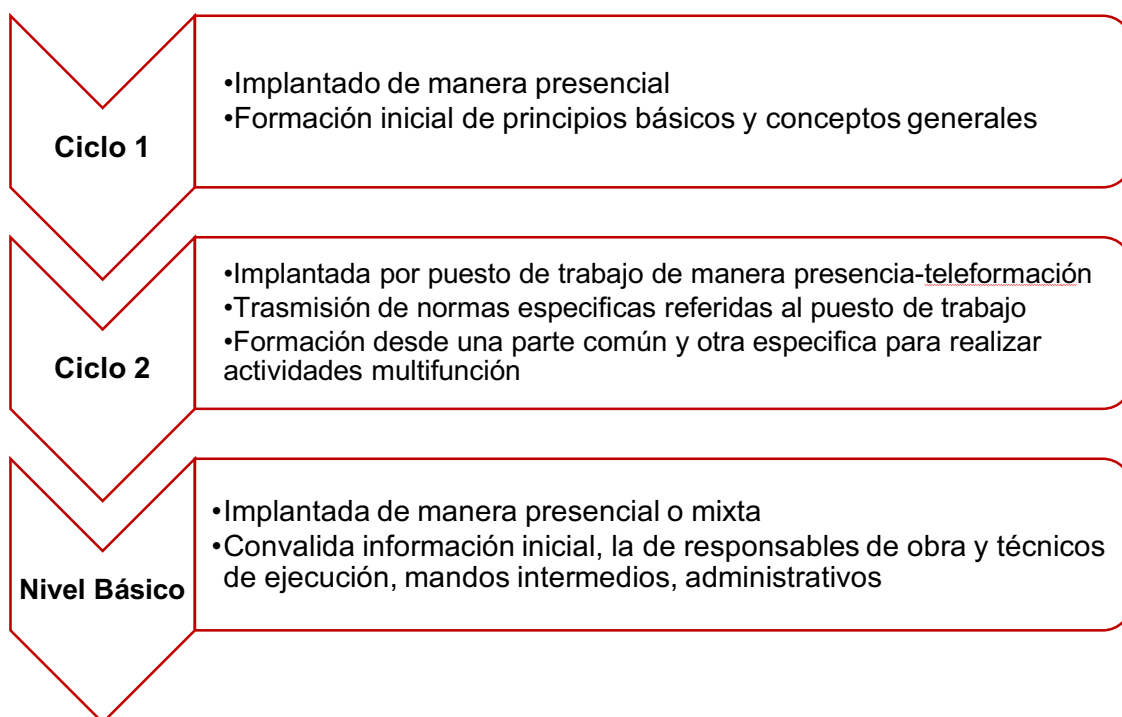 Ciclo 1
•Implantado de manera presencial
•Formación inicial de principios básicos y conceptos generales
Ciclo 2
•Implantada por puesto de trabajo de manera presencia-teleformación
•Trasmisión de normas especificas referidas al puesto de trabajo
•Formación desde una parte común y otra especifica para realizar
actividades multifunción
Nivel Básico
•Implantada de manera presencial o mixta
•Convalida información inicial, la de responsables de obra y técnicos
de ejecución, mandos intermedios, administrativos